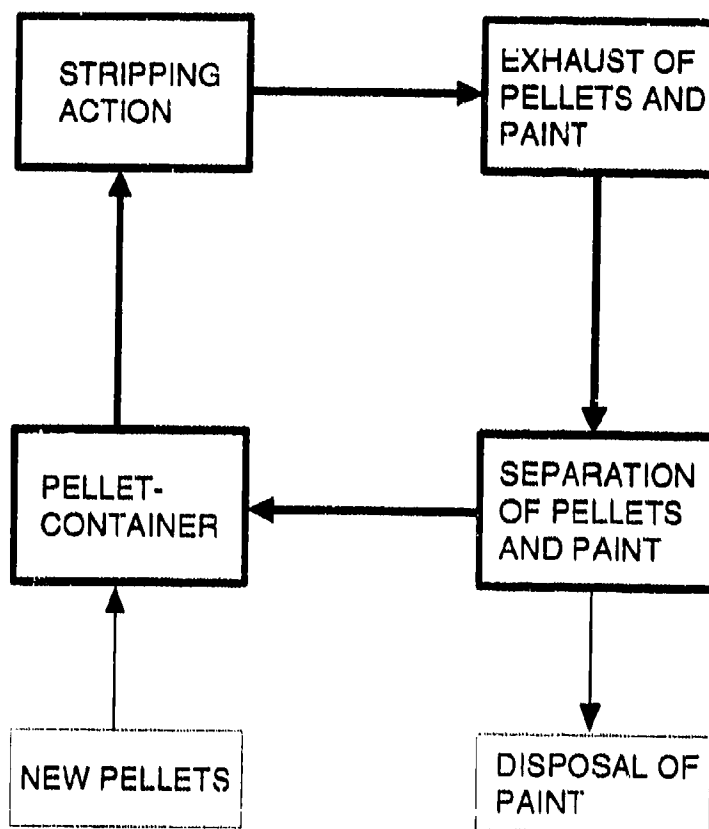 STRIPPING
ACTION
EXHAUST OF
PELLETS AND
PAINT
PELLET-
CONTAINER
SEPARATION
OF PELLETS
AND PAINT
NEW PELLETS
DISPOSAL OF
PAINT